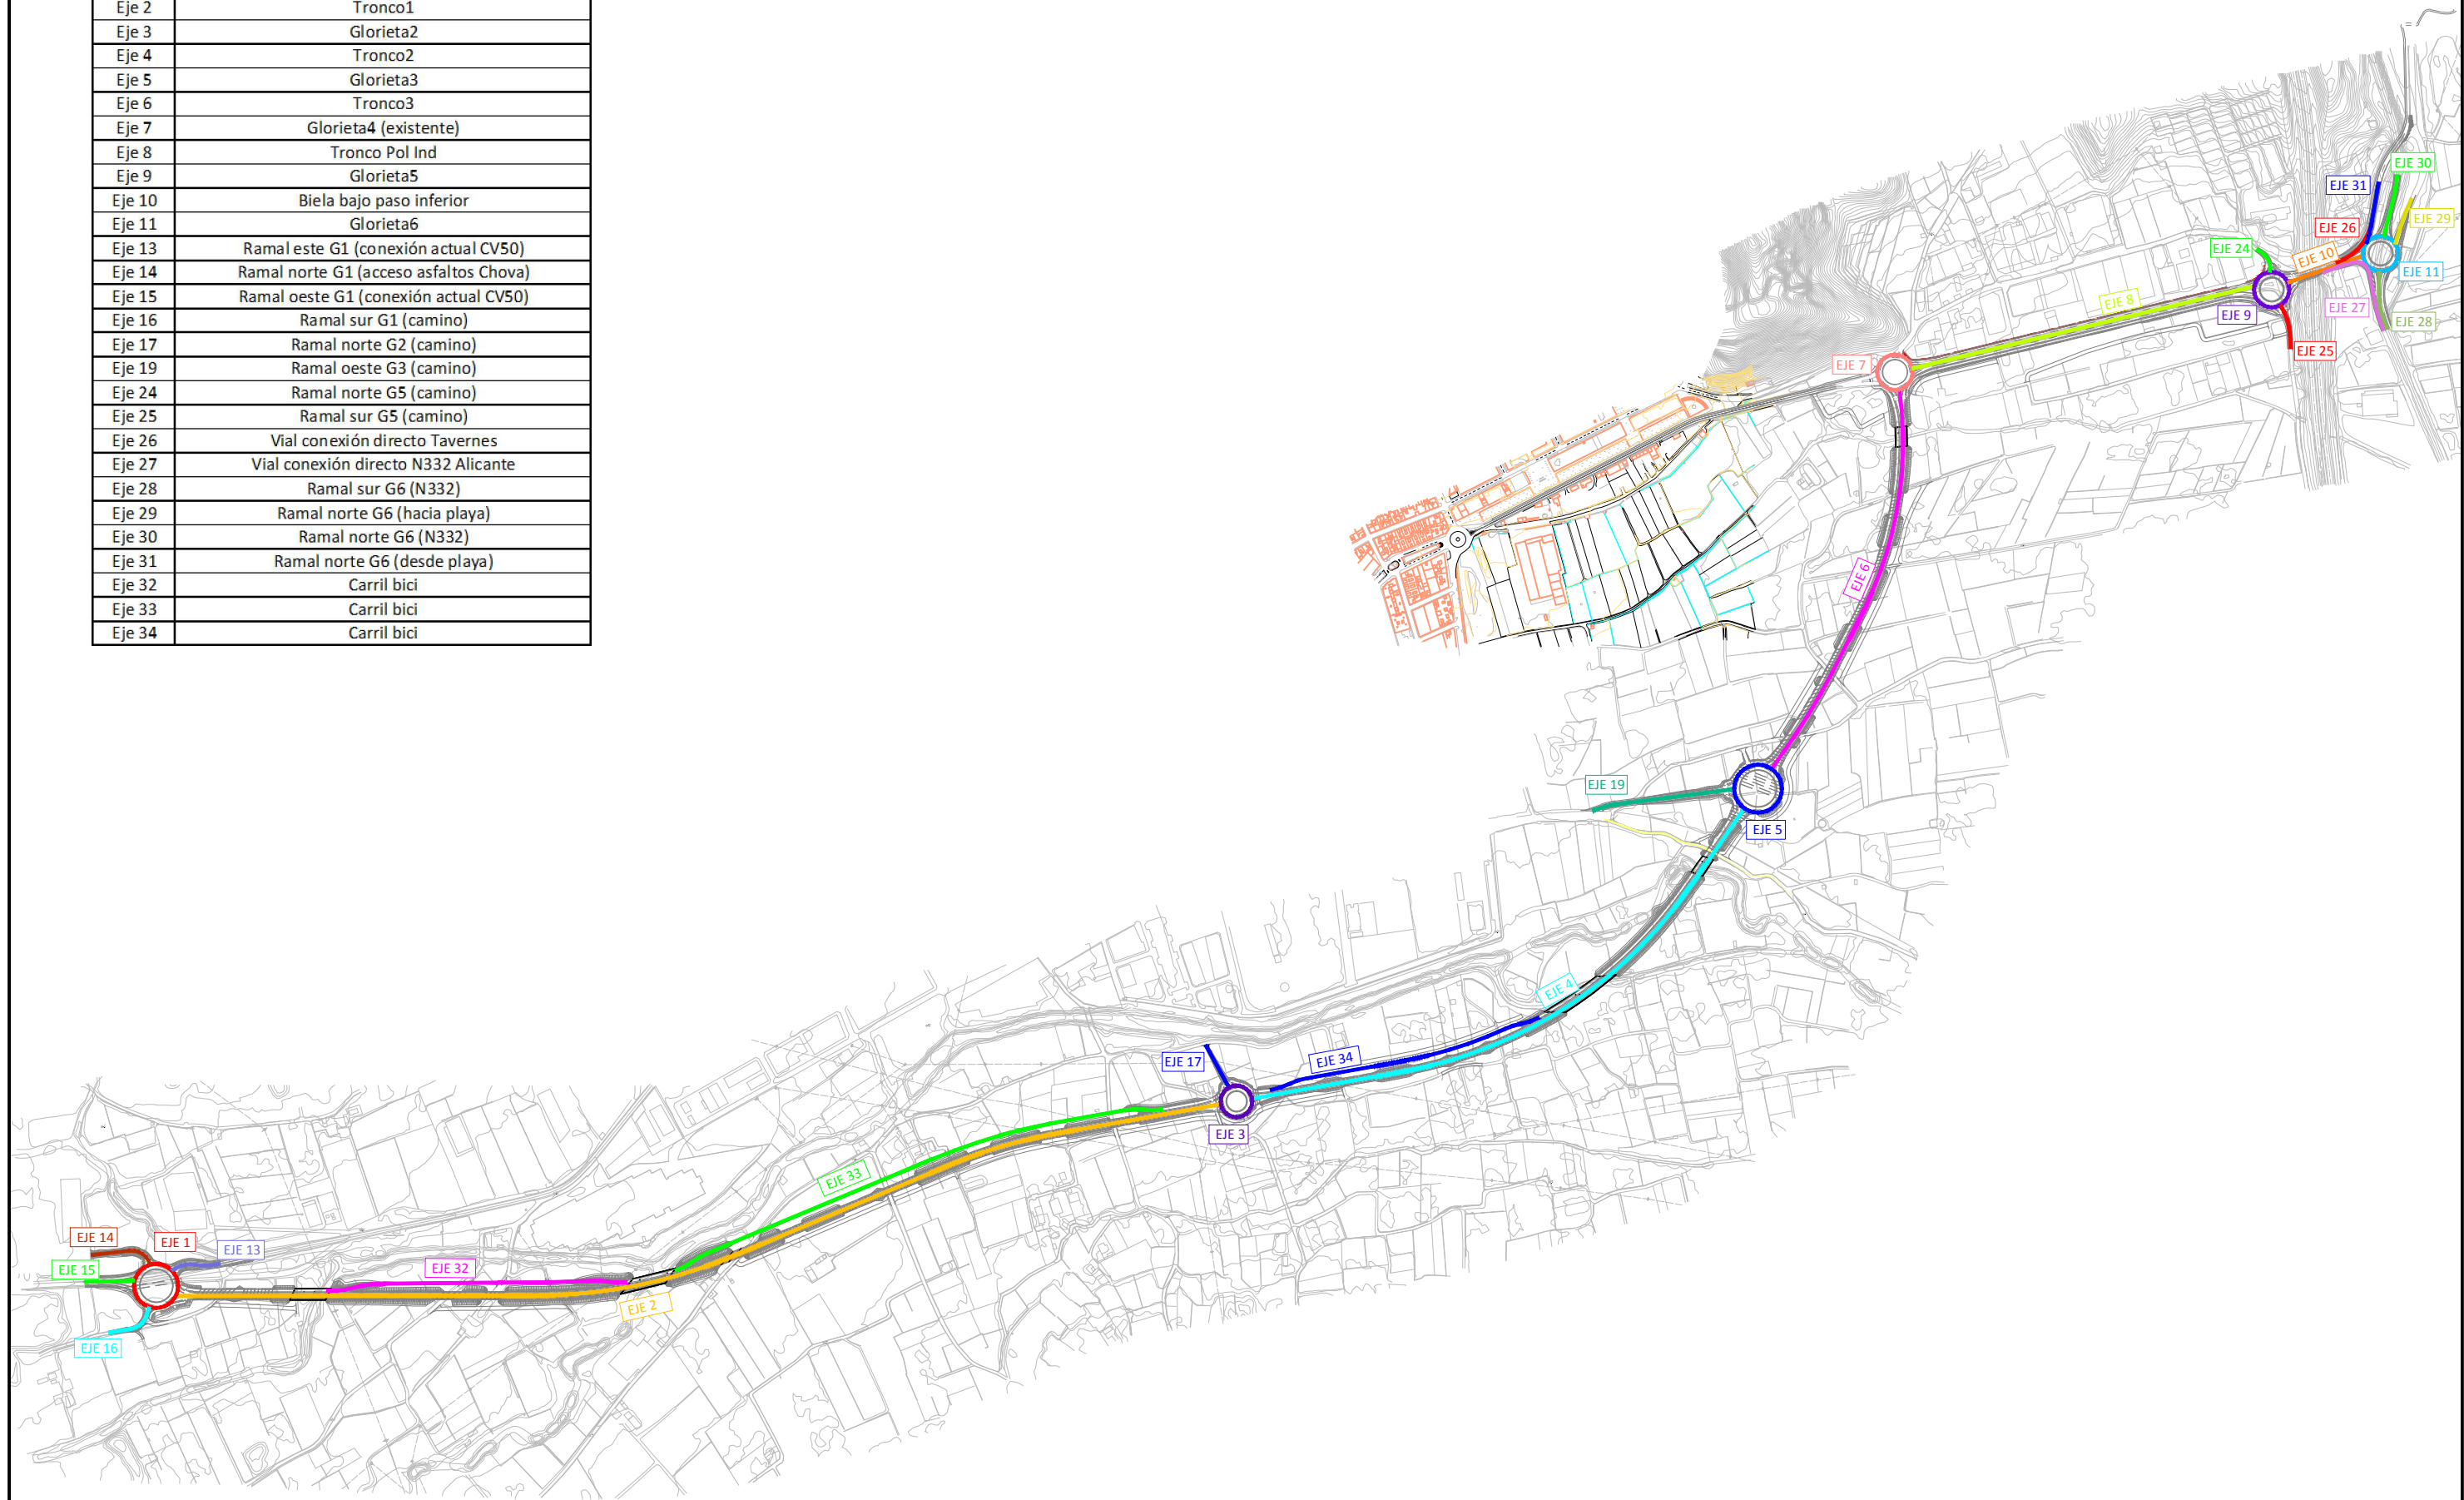 Eje 2 Tronco1
Eje 3 Glorieta2
Eje 4 Tronco2
Eje 5 Glorieta3
Eje 6 Tronco3
Eje 7 Glorieta4 (existente)
Eje 8 Tronco Pol Ind
Eje 9 Glorieta5
Eje 10 Biela bajo paso inferior
Eje 11 Glorieta6
Eje 13 Ramal este G1 (conexión actual CV50)
Eje 14 Ramal norte G1 (acceso asfaltos Chova)
Eje 15 Ramal oeste G1 (conexión actual CV50)
Eje 16 Ramal sur G1 (camino)
Eje 17 Ramal norte G2 (camino)
Eje 19 Ramal oeste G3 (camino)
Eje 24 Ramal norte G5 (camino)
Eje 25 Ramal sur G5 (camino)
Eje 26 Vial conexión directo Tavernes
Eje 27 Vial conexión directo N332 Alicante
Eje 28 Ramal sur G6 (N332)
Eje 29 Ramal norte G6 (hacia playa)
Eje 30 Ramal norte G6 (N332)
Eje 31 Ramal norte G6 (desde playa)
Eje 32 Carril bici
Eje 33 Carril bici
Eje 34 Carril bici
EJE 30
EJE 31
EJE 29
EJE 26
EJE 24
EJE 10
EJE 11
EJE 8
EJE 27
EJE 9
EJE 28
EJE 25
EJE 7
EJE 6
EJE 19
EJE 5
EJE 4
EJE 34
EJE 17
EJE 3
EJE 33
EJE 14
EJE 1
EJE 13
EJE 15
EJE 32
EJE 2
EJE 16